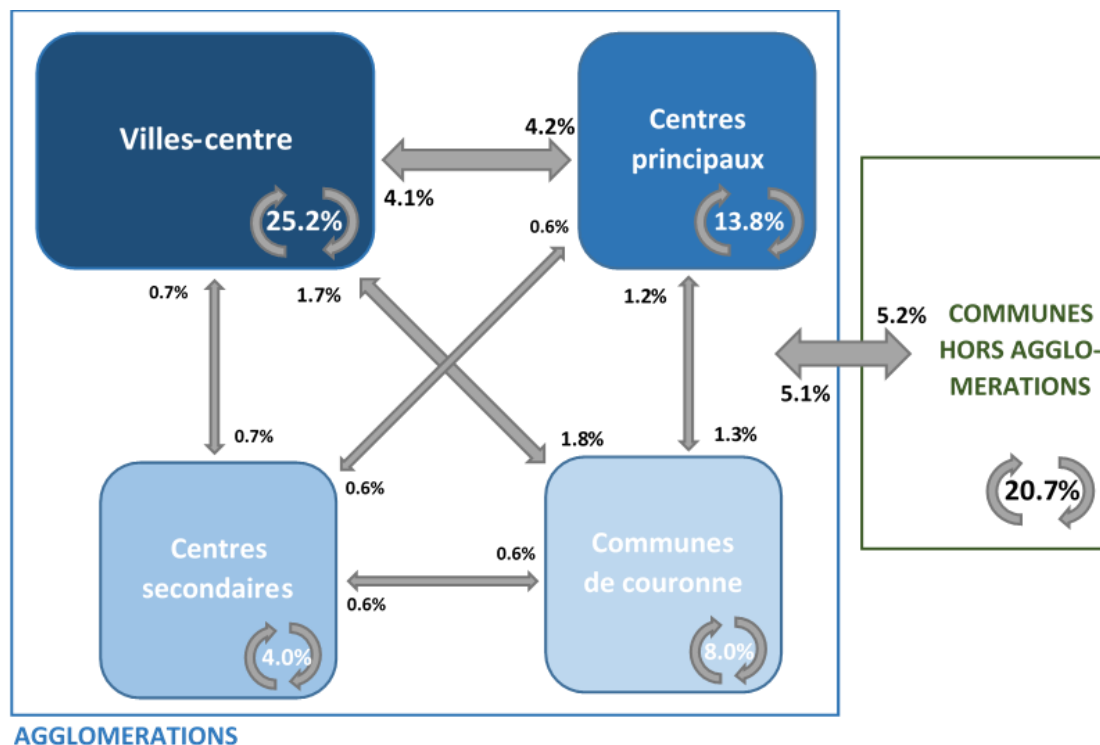 Villes-centre
25.2%
4.2%
4.1%
Centres
principaux
13.8%
0.6%
0.7%
1.7%
1.2%
5.2%
COMMUNES
HORS AGGLO-
MERATIONS
5.1%
20.7%
0.7%
1.8%
1.3%
0.6%
Centres
secondaires
4.0%
0.6%
0.6%
Communes
de couronne
8.0%
AGGLOMERATIONS